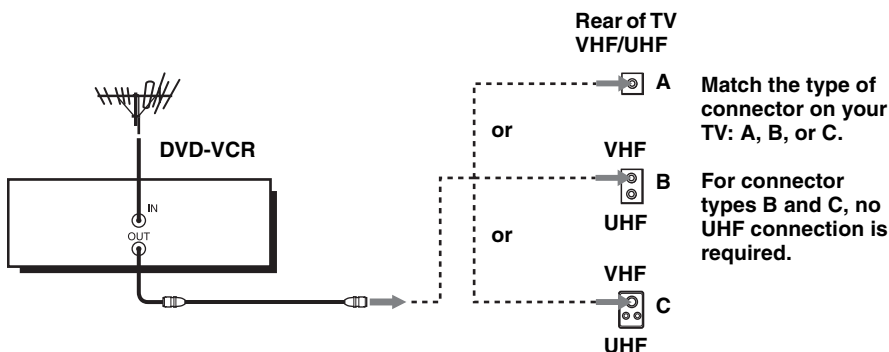 Rear of TV
VHF/UHF
A
Match the type of
connector on your
TV: A, B, or C.
or
DVD-VCR
VHF
B
For connector
types B and C, no
UHF connection is
required.
IN
OUT
UHF
or
VHF
C
UHF